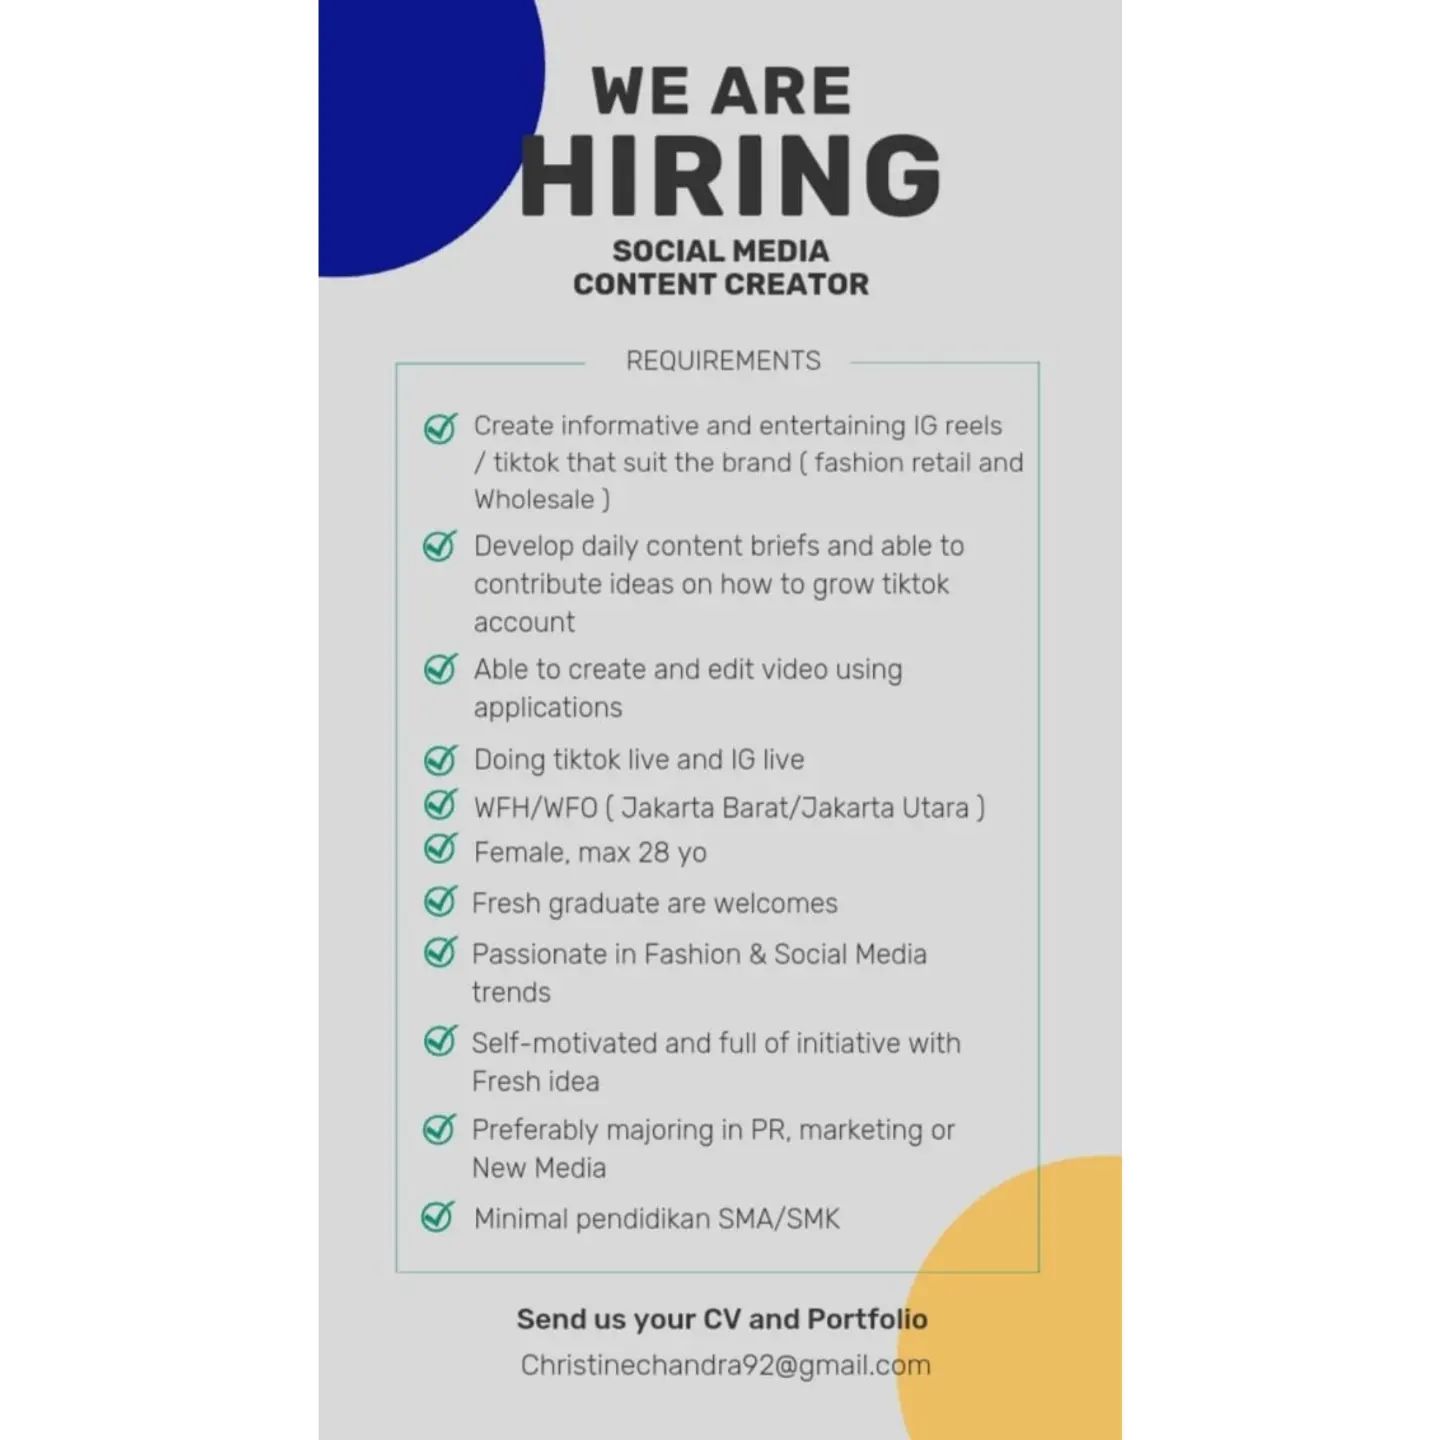 WE ARE
HIRING
SOCIAL MEDIA
CONTENT CREATOR
REQUIREMENTS
Create informative and entertaining IG reels
/ tiktok that suit the brand ( fashion retail and
Wholesale )
Develop daily content briefs and able to
contribute ideas on how to grow tiktok
account
Able to create and edit video using
applications
Doing tiktok live and IG live
WFH/WFO ( Jakarta Barat/Jakarta Utara )
Female, max 28 yo
Fresh graduate are welcomes
Passionate in Fashion & Social Media
trends
Self-motivated and full of initiative with
Fresh idea
Preferably majoring in PR, marketing or
New Media
Minimal pendidikan SMA/SMK
Send us your CV and Portfolio
Christinechandra92@gmail.com